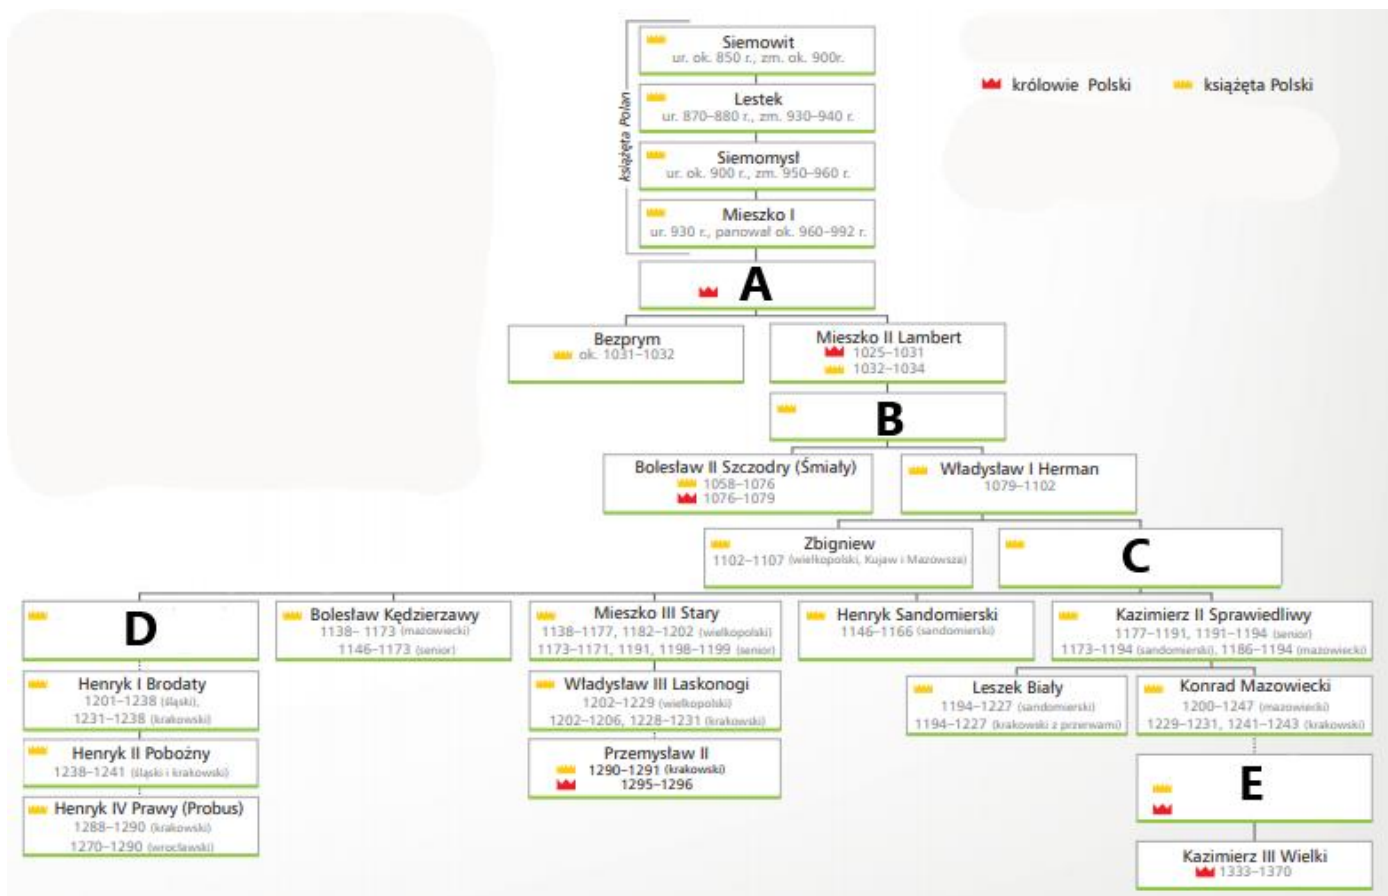 Siemowit
ur. ok. 850 r., zm. ok. 900r.
królowie Polski
książęta Polski
książęta Polan
Lestek
ur. 870–880 r., zm. 930–940 r.
Siemomysł
ur. ok. 900 r., zm. 950–960 r.
Mieszko I
ur. 930 r., panował ok. 960–992 r.
A
Bezprym
ok. 1031–1032
Mieszko II Lambert
1025–1031
1032–1034
B
Bolesław II Szczodry (Śmiały)
1058–1076
1076–1079
Władysław I Herman
1079–1102
Zbigniew
1102–1107 (wielkopolski, Kujaw i Mazowsza)
C
D
Bolesław Kędzierzawy
1138– 1173 (mazowiecki)
1146–1173 (senior)
Mieszko III Stary
1138–1177, 1182–1202 (wielkopolski)
1173–1171, 1191, 1198–1199 (senior)
Henryk Sandomierski
1146–1166 (sandomierski)
Kazimierz II Sprawiedliwy
1177–1191, 1191–1194 (senior)
1173–1194 (sandomierski), 1186–1194 (mazowiecki)
Henryk I Brodaty
1201–1238 (śląski),
1231–1238 (krakowski)
Władysław III Laskonogi
1202–1229 (wielkopolski)
1202–1206, 1228–1231 (krakowski)
Leszek Biały
1194–1227 (sandomierski)
1194–1227 (krakowski z przerwami)
Konrad Mazowiecki
1200–1247 (mazowiecki)
1229–1231, 1241–1243 (krakowski)
Henryk II Pobożny
1238–1241 (śląski i krakowski)
Przemysław II
1290–1291 (krakowski)
1295–1296
E
Henryk IV Prawy (Probus)
1288–1290 (krakowski)
1270–1290 (wrocławski)
Kazimierz III Wielki
1333–1370